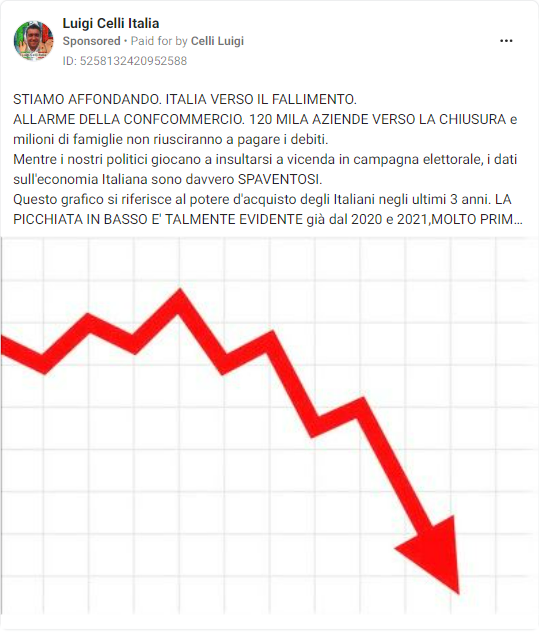 Luigi Celli Italia
Sponsored • Paid for by Celli Luigi
ID: 5258132420952588
STIAMO AFFONDANDO. ITALIA VERSO IL FALLIMENTO.
ALLARME DELLA CONFCOMMERCIO. 120 MILA AZIENDE VERSO LA CHIUSURA e
milioni di famiglie non riusciranno a pagare i debiti.
Mentre i nostri politici giocano a insultarsi a vicenda in campagna elettorale, i dati
sull'economia Italiana sono davvero SPAVENTOSI.
Questo grafico si riferisce al potere d'acquisto degli Italiani negli ultimi 3 anni. LA
PICCHIATA IN BASSO E' TALMENTE EVIDENTE già dal 2020 e 2021,MOLTO PRIM...